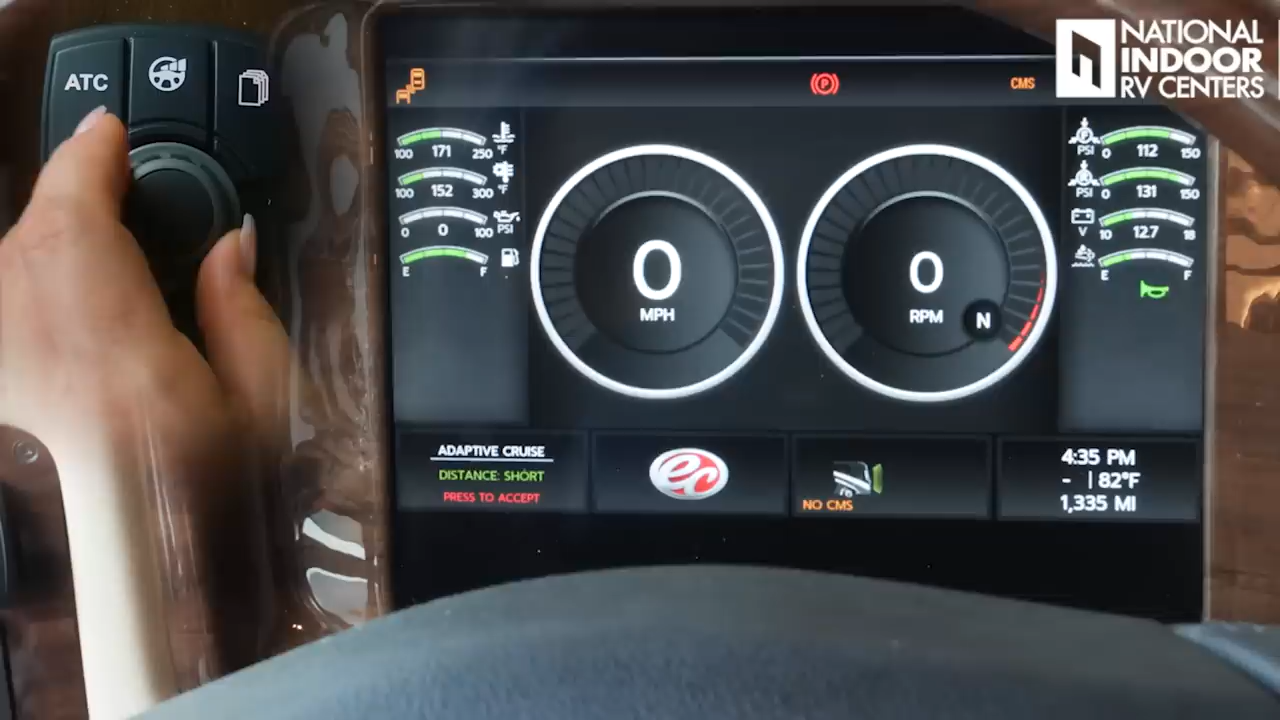 NATIONAL
INDOOR
RV CENTERS
ATC
P
CMS
100 171 250 °F
100 152 300 °F
0 0 100 PSI
E F
0 MPH
0 RPM
N
P
PSI 0 112 150
PSI 0 131 150
V 10 12.7 18
E F
ADAPTIVE CRUISE
DISTANCE: SHORT
PRESS TO ACCEPT
ec
NO CMS
4:35 PM
- | 82°F
1,335 MI